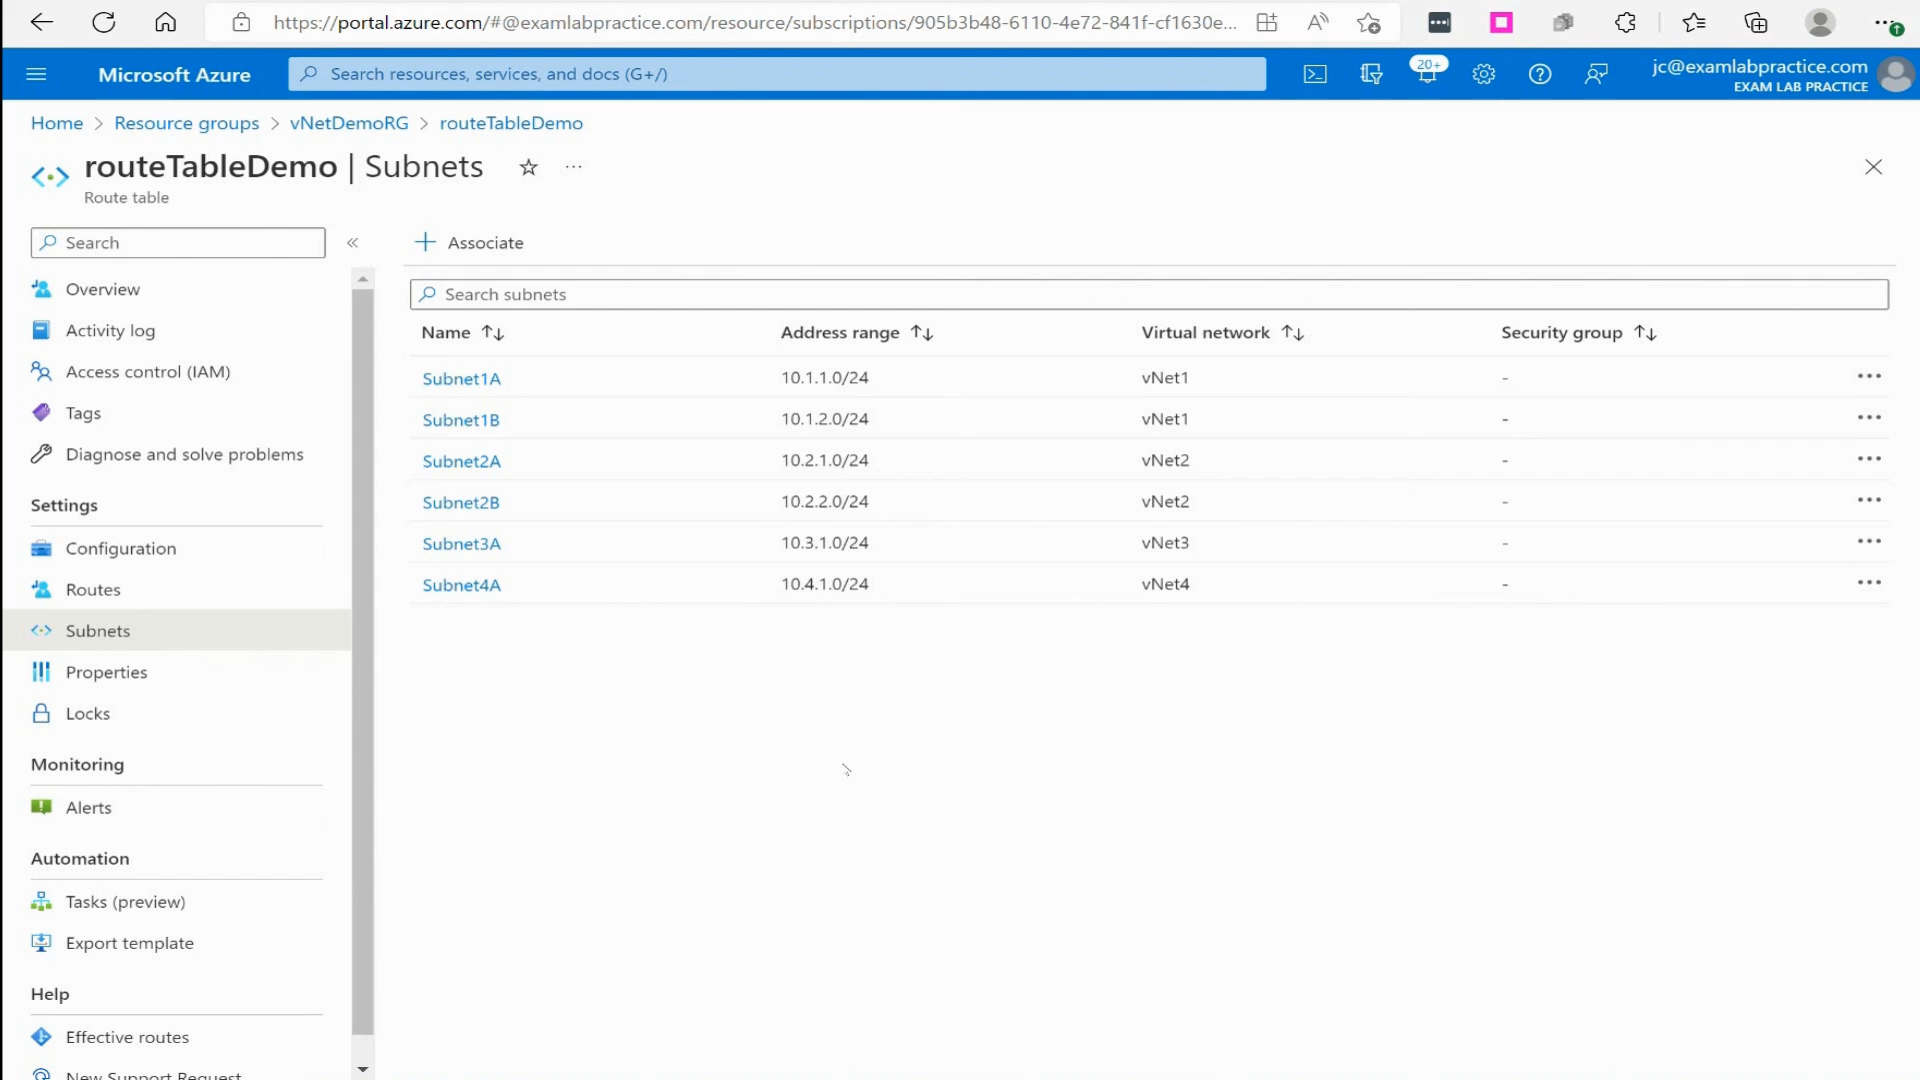 https://portal.azure.com/#@examlabpractice.com/resource/subscriptions/905b3b48-6110-4e72-841f-cf1630e...
Microsoft Azure
Search resources, services, and docs (G+/)
20+
jc@examlabpractice.com
EXAM LAB PRACTICE
Home > Resource groups > vNetDemoRG > routeTableDemo
routeTableDemo | Subnets
Route table
Search
Associate
Overview
Activity log
Access control (IAM)
Tags
Diagnose and solve problems
Settings
Configuration
Routes
Subnets
Properties
Locks
Monitoring
Alerts
Automation
Tasks (preview)
Export template
Help
Effective routes
New Support Request
Search subnets
Name Address range Virtual network Security group
Subnet1A 10.1.1.0/24 vNet1 -
Subnet1B 10.1.2.0/24 vNet1 -
Subnet2A 10.2.1.0/24 vNet2 -
Subnet2B 10.2.2.0/24 vNet2 -
Subnet3A 10.3.1.0/24 vNet3 -
Subnet4A 10.4.1.0/24 vNet4 -